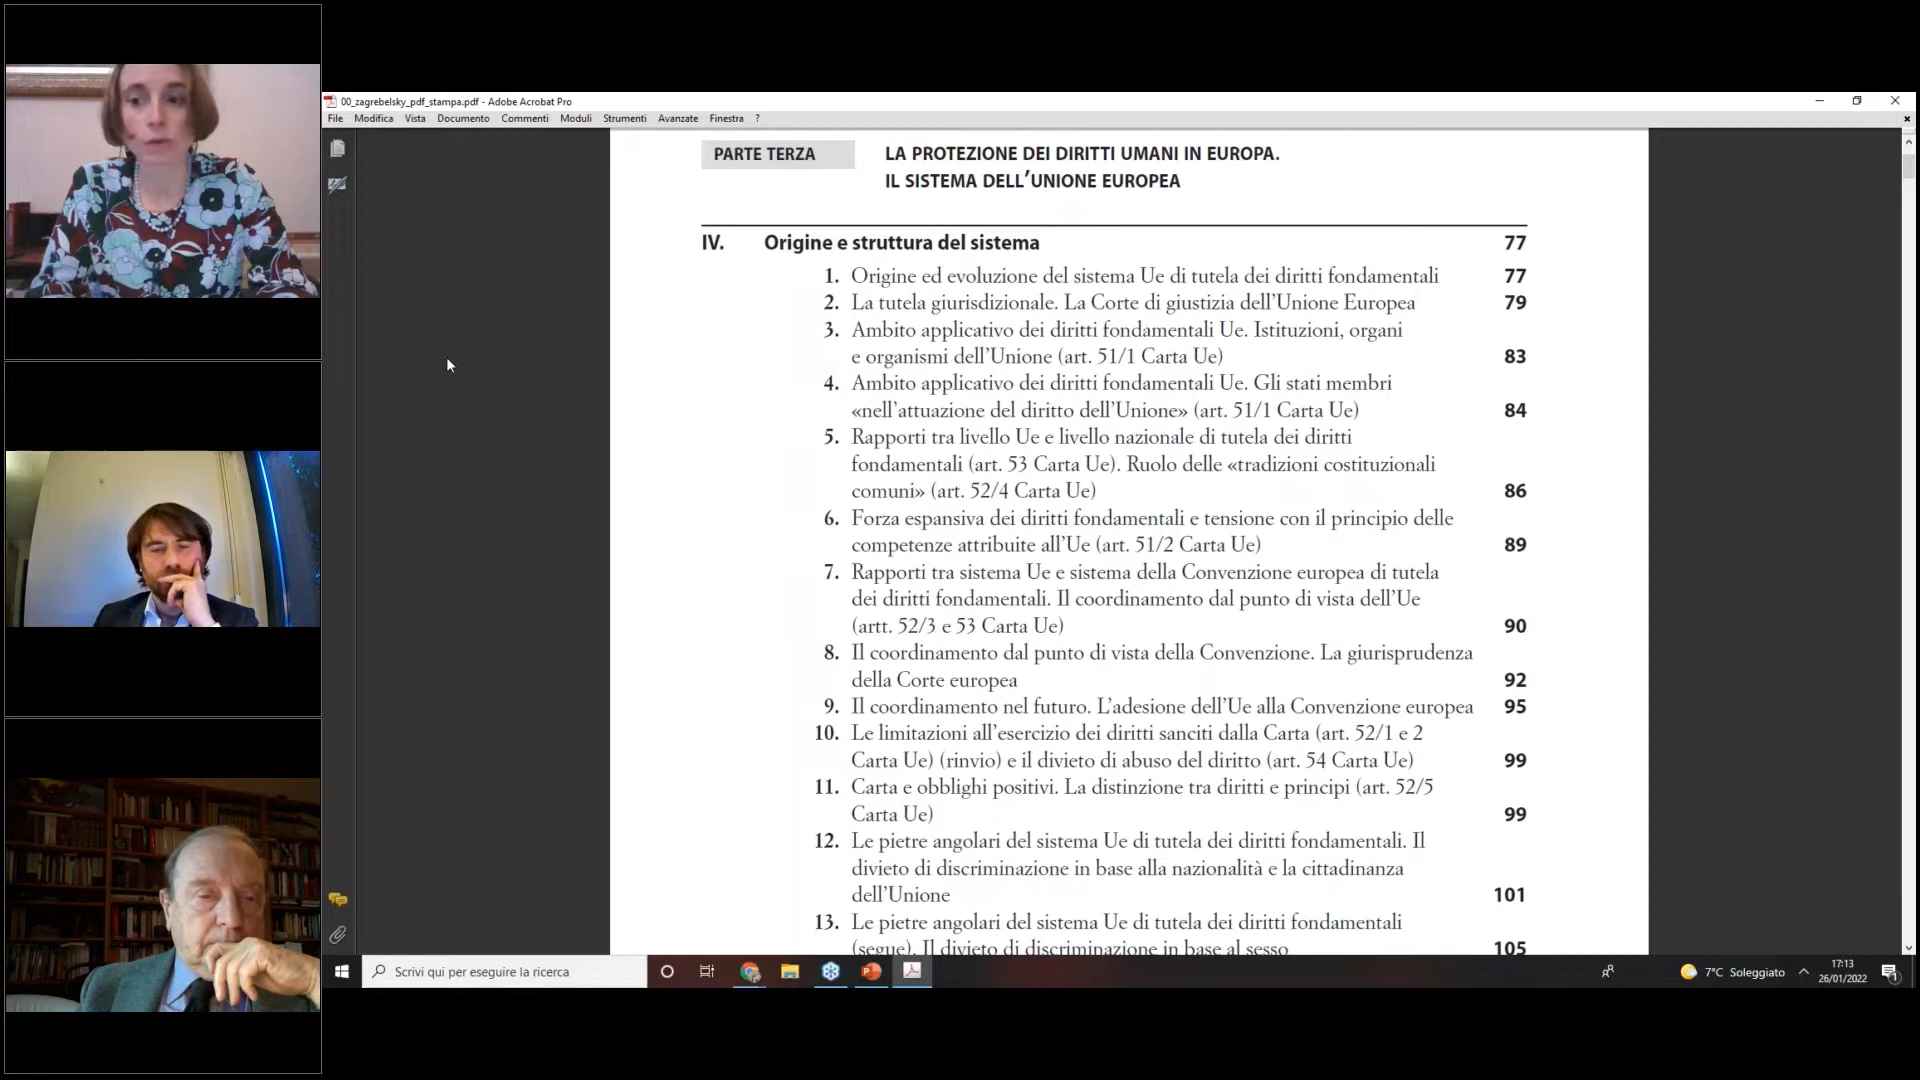 00_zagrebelsky_pdf_stampa.pdf - Adobe Acrobat Pro
File Modifica Vista Documento Commenti Moduli Strumenti Avanzate Finestra ?
PARTE TERZA LA PROTEZIONE DEI DIRITTI UMANI IN EUROPA.
IL SISTEMA DELL'UNIONE EUROPEA
IV. Origine e struttura del sistema 77
1. Origine ed evoluzione del sistema Ue di tutela dei diritti fondamentali 77
2. La tutela giurisdizionale. La Corte di giustizia dell'Unione Europea 79
3. Ambito applicativo dei diritti fondamentali Ue. Istituzioni, organi
e organismi dell'Unione (art. 51/1 Carta Ue) 83
4. Ambito applicativo dei diritti fondamentali Ue. Gli stati membri
«nell'attuazione del diritto dell'Unione» (art. 51/1 Carta Ue) 84
5. Rapporti tra livello Ue e livello nazionale di tutela dei diritti
fondamentali (art. 53 Carta Ue). Ruolo delle «tradizioni costituzionali
comuni» (art. 52/4 Carta Ue) 86
6. Forza espansiva dei diritti fondamentali e tensione con il principio delle
competenze attribuite all'Ue (art. 51/2 Carta Ue) 89
7. Rapporti tra sistema Ue e sistema della Convenzione europea di tutela
dei diritti fondamentali. Il coordinamento dal punto di vista dell'Ue
(artt. 52/3 e 53 Carta Ue) 90
8. Il coordinamento dal punto di vista della Convenzione. La giurisprudenza
della Corte europea 92
9. Il coordinamento nel futuro. L'adesione dell'Ue alla Convenzione europea 95
10. Le limitazioni all'esercizio dei diritti sanciti dalla Carta (art. 52/1 e 2
Carta Ue) (rinvio) e il divieto di abuso del diritto (art. 54 Carta Ue) 99
11. Carta e obblighi positivi. La distinzione tra diritti e principi (art. 52/5
Carta Ue) 99
12. Le pietre angolari del sistema Ue di tutela dei diritti fondamentali. Il
divieto di discriminazione in base alla nazionalità e la cittadinanza
dell'Unione 101
13. Le pietre angolari del sistema Ue di tutela dei diritti fondamentali
(segue). Il divieto di discriminazione in base al sesso 105
Scrivi qui per eseguire la ricerca
7°C Soleggiato
17:13
26/01/2022
1